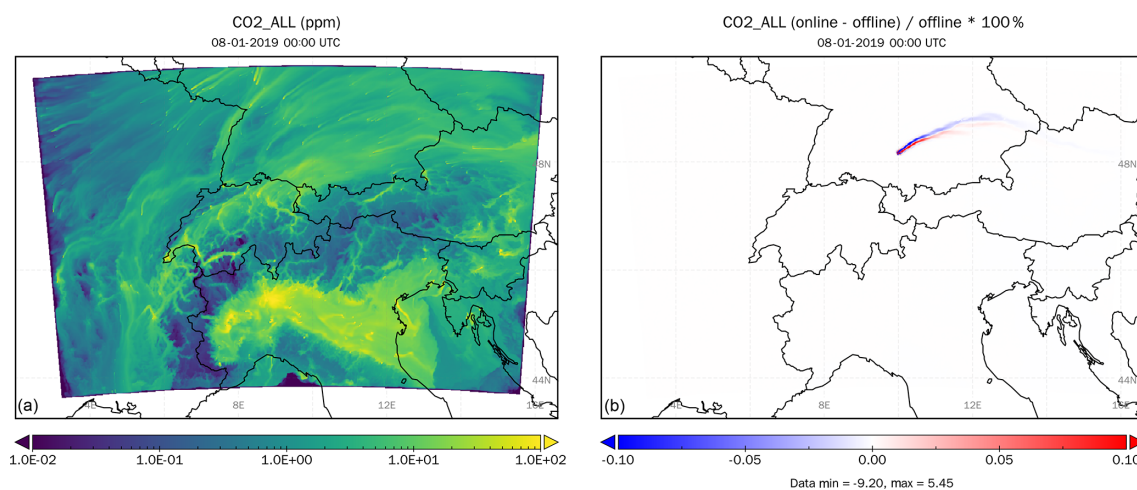 CO2_ALL (ppm)
08-01-2019 00:00 UTC
48N
44N
4E
8E
12E
16E
(a)
1.0E-02
1.0E-01
1.0E+00
1.0E+01
1.0E+02
CO2_ALL (online - offline) / offline * 100 %
08-01-2019 00:00 UTC
48N
44N
4E
8E
12E
16E
(b)
-0.10
-0.05
0.00
0.05
0.10
Data min = -9.20, max = 5.45